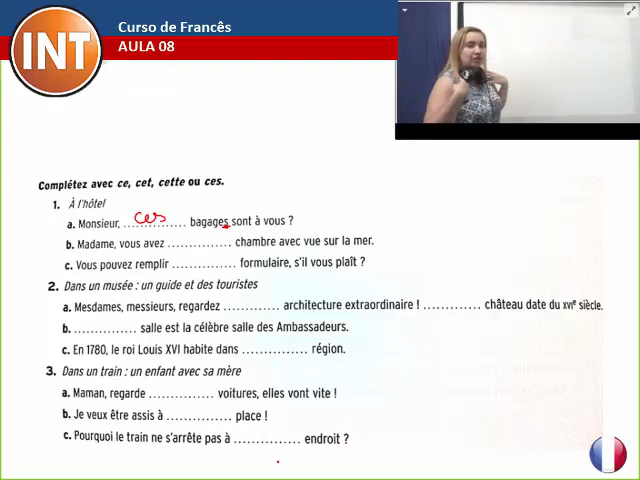 INT
Curso de Francês
AULA 08
Complétez avec ce, cet, cette ou ces.
1. À l'hôtel
a. Monsieur, ...ces... bagages sont à vous ?
b. Madame, vous avez .............. chambre avec vue sur la mer.
c. Vous pouvez remplir .............. formulaire, s'il vous plaît ?
2. Dans un musée : un guide et des touristes
a. Mesdames, messieurs, regardez ............ architecture extraordinaire ! ............ château date du XVIe siècle.
b. .............. salle est la célèbre salle des Ambassadeurs.
c. En 1780, le roi Louis XVI habite dans .............. région.
3. Dans un train : un enfant avec sa mère
a. Maman, regarde .............. voitures, elles vont vite !
b. Je veux être assis à .............. place !
c. Pourquoi le train ne s'arrête pas à .............. endroit ?